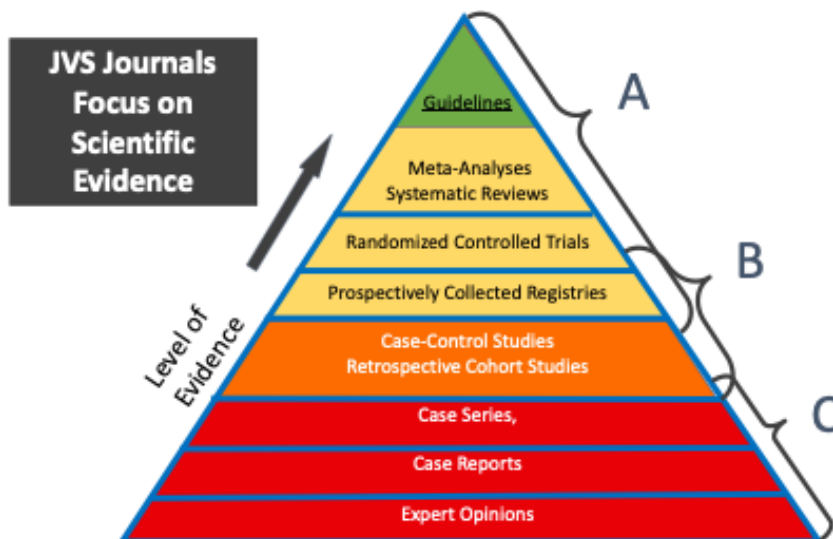 JVS Journals
Focus on
Scientific
Evidence
Level of
Evidence
Guidelines
Meta-Analyses
Systematic Reviews
Randomized Controlled Trials
Prospectively Collected Registries
Case-Control Studies
Retrospective Cohort Studies
Case Series,
Case Reports
Expert Opinions
A
B
C